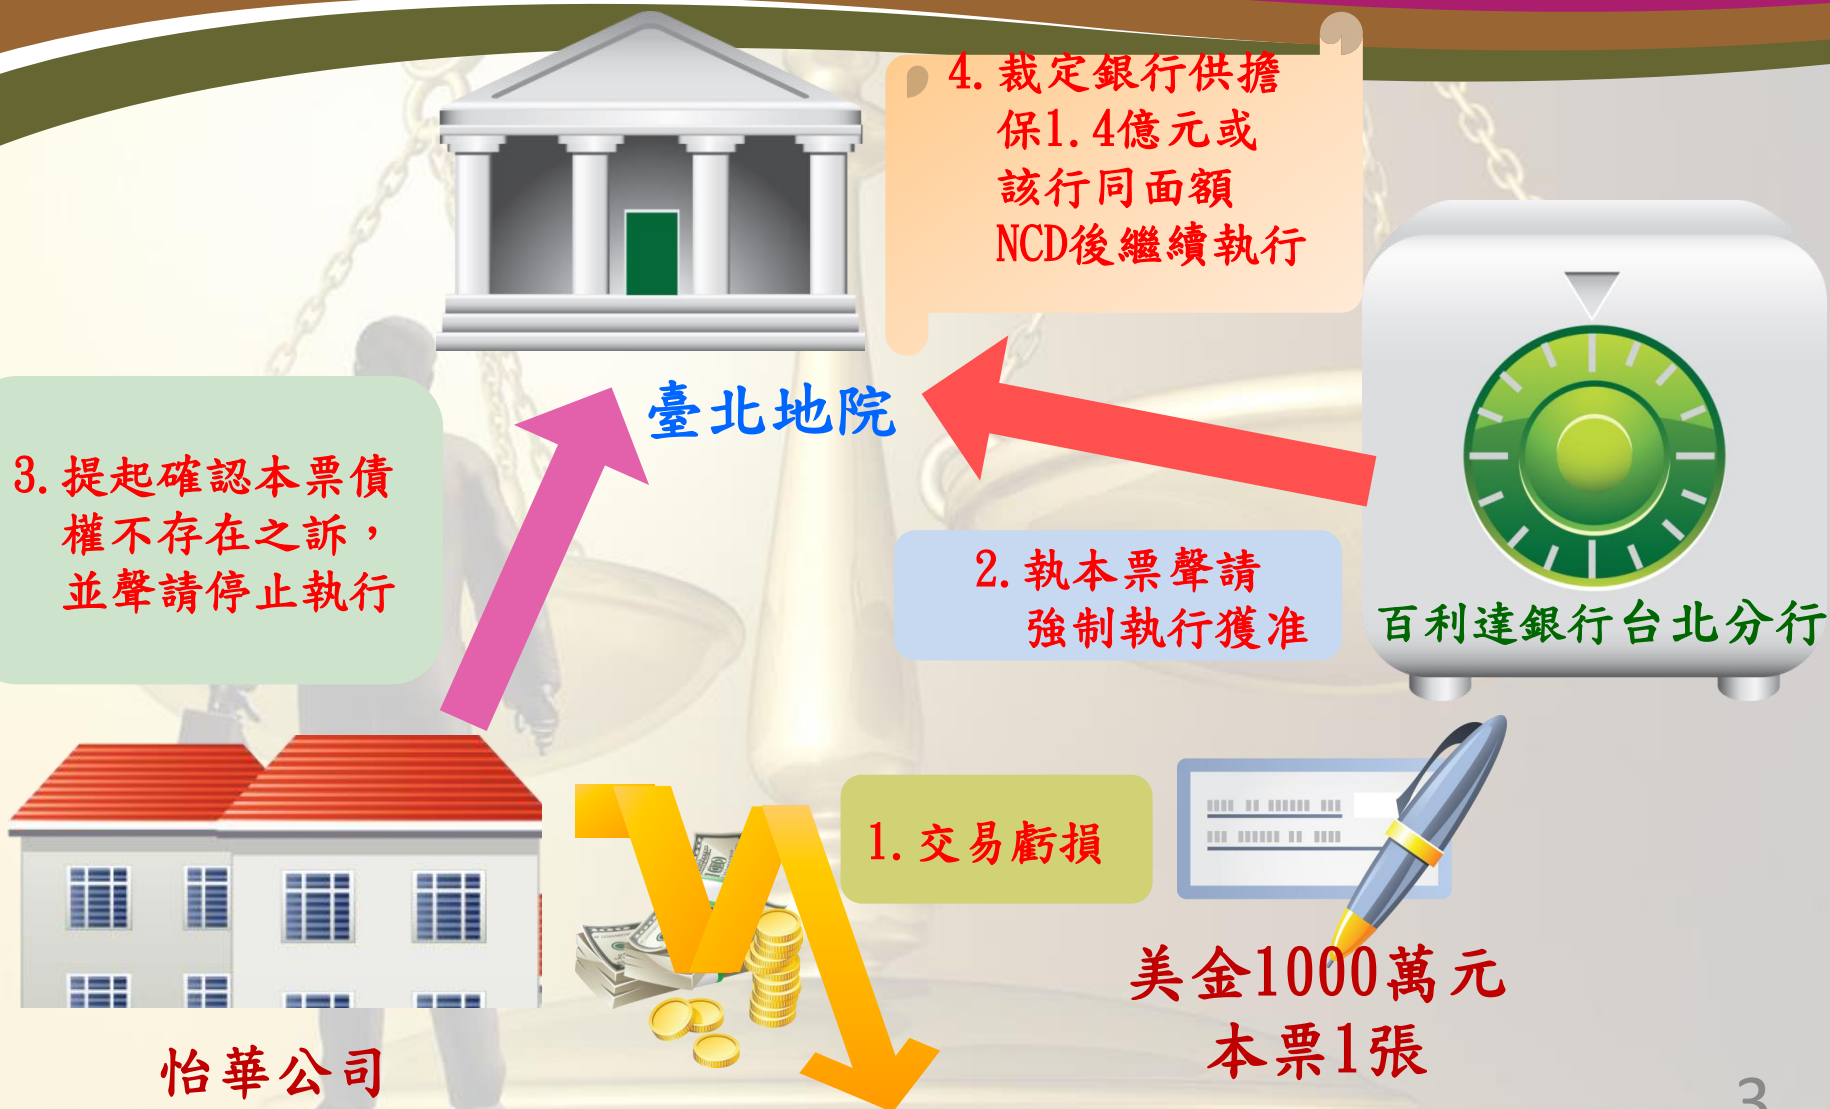 4.裁定銀行供擔
保1.4億元或
該行同面額
NCD後繼續執行
臺北地院
3.提起確認本票債
權不存在之訴，
並聲請停止執行
2.執本票聲請
強制執行獲准
百利達銀行台北分行
1.交易虧損
美金1000萬元
本票1張
怡華公司
3